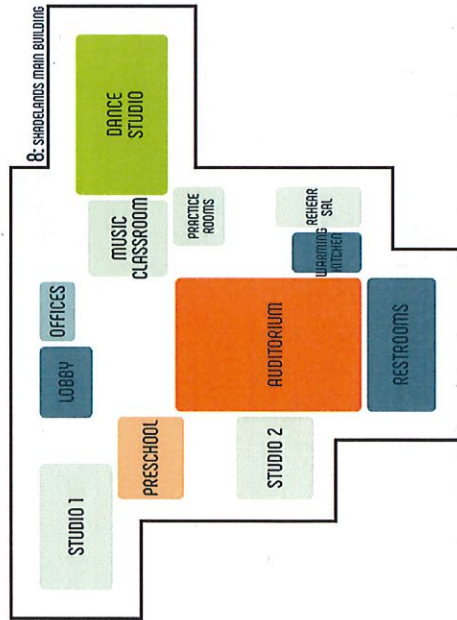 8: SHADELANDS MAIN BUILDING
STUDIO 1
LOBBY
OFFICES
PRESCHOOL
MUSIC
CLASSROOM
DANCE
STUDIO
PRACTICE
ROOMS
STUDIO 2
AUDITORIUM
WARMING
KITCHEN
REHEAR
SAL
RESTROOMS